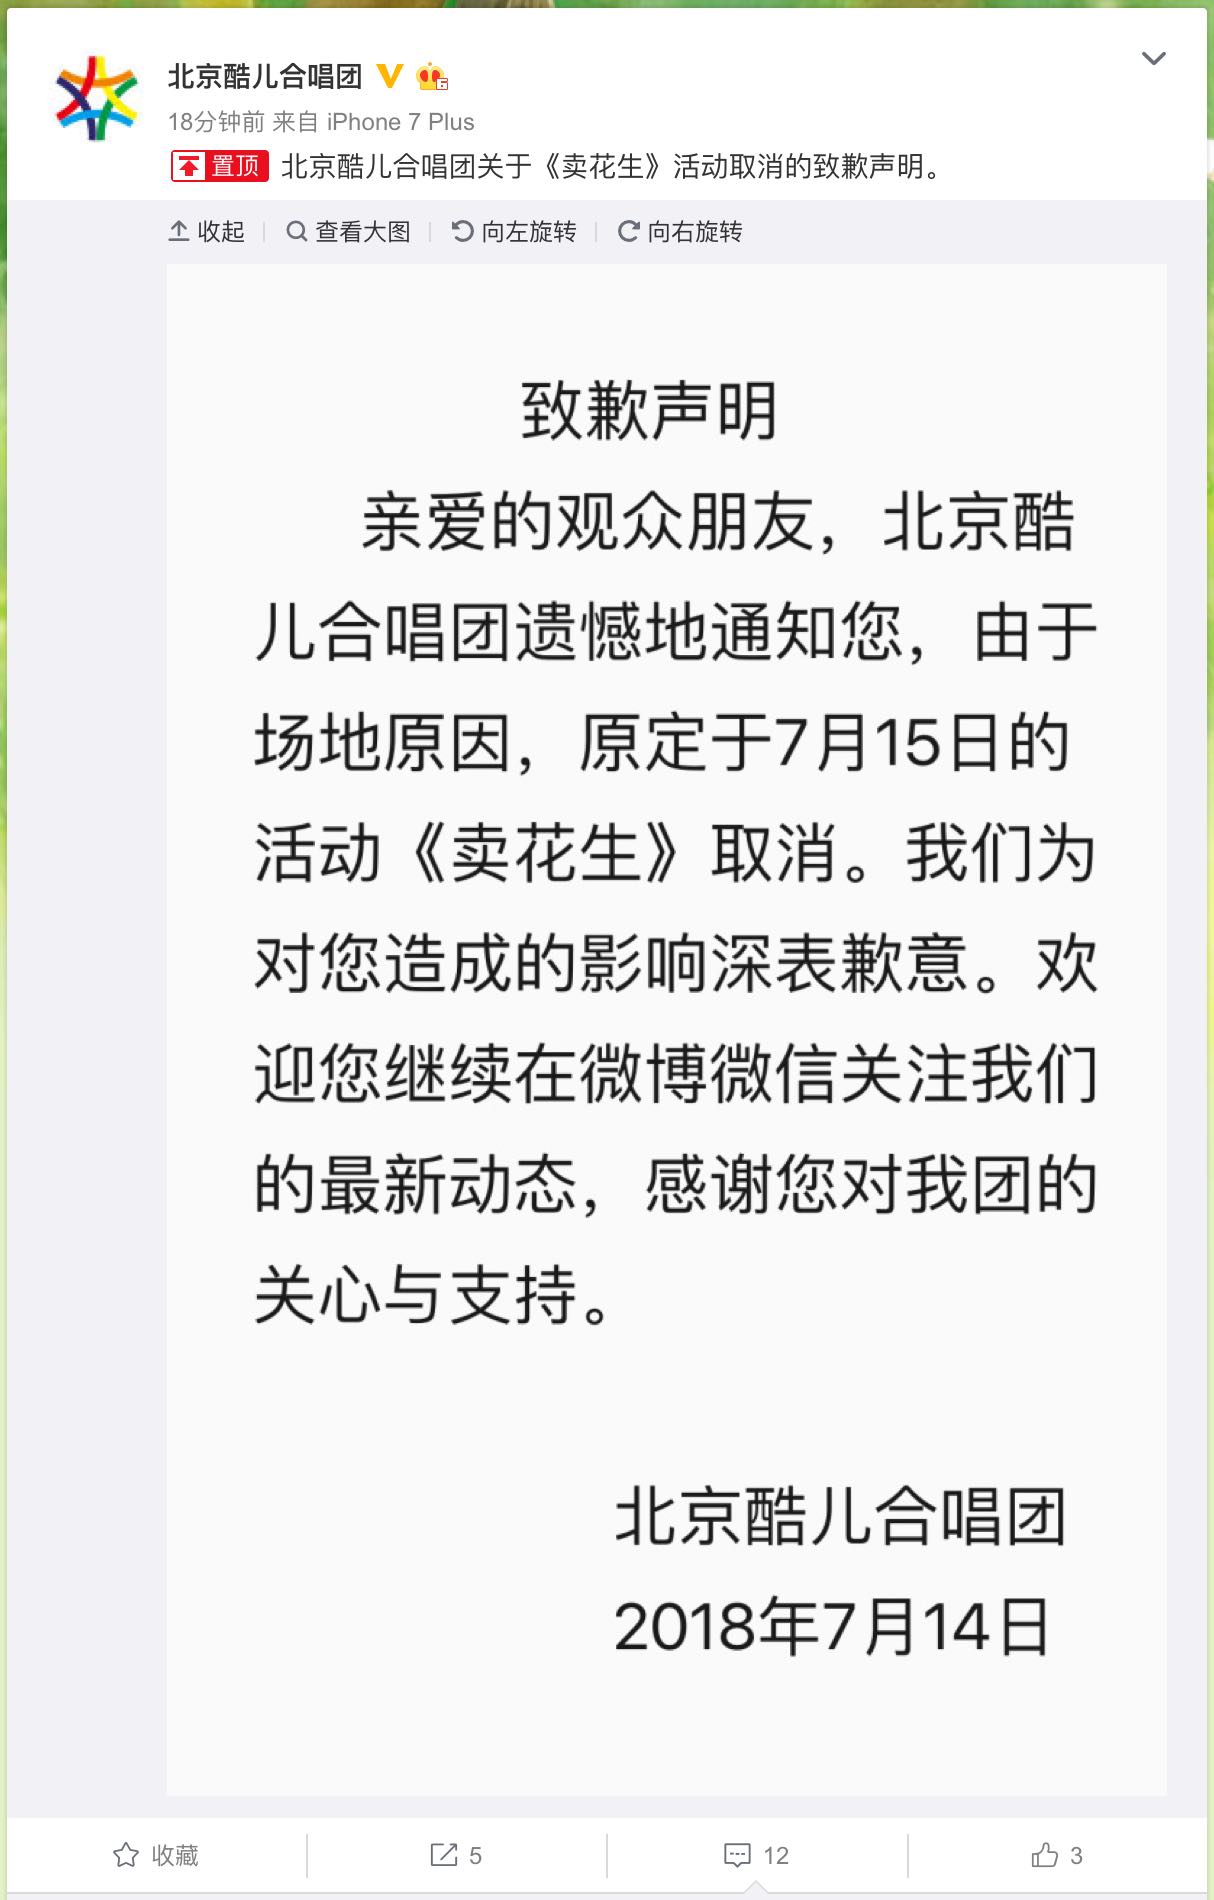 北京酷儿合唱团
18分钟前 来自 iPhone 7 Plus
置顶 北京酷儿合唱团关于《卖花生》活动取消的致歉声明。
收起 查看大图 向左旋转 向右旋转
致歉声明
亲爱的观众朋友，北京酷
儿合唱团遗憾地通知您，由于
场地原因，原定于7月15日的
活动《卖花生》取消。我们为
对您造成的影响深表歉意。欢
迎您继续在微博微信关注我们
的最新动态，感谢您对我团的
关心与支持。
北京酷儿合唱团
2018年7月14日
收藏 5 12 3